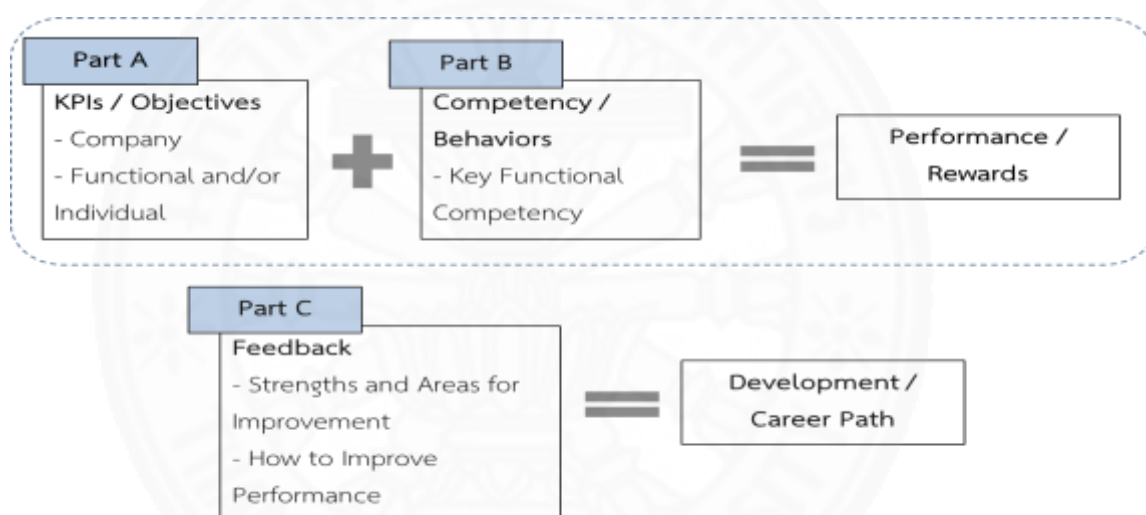 Part A
KPIs / Objectives
- Company
- Functional and/or
Individual
Part B
Competency /
Behaviors
- Key Functional
Competency
Performance /
Rewards
Part C
Feedback
- Strengths and Areas for
Improvement
- How to Improve
Performance
Development /
Career Path